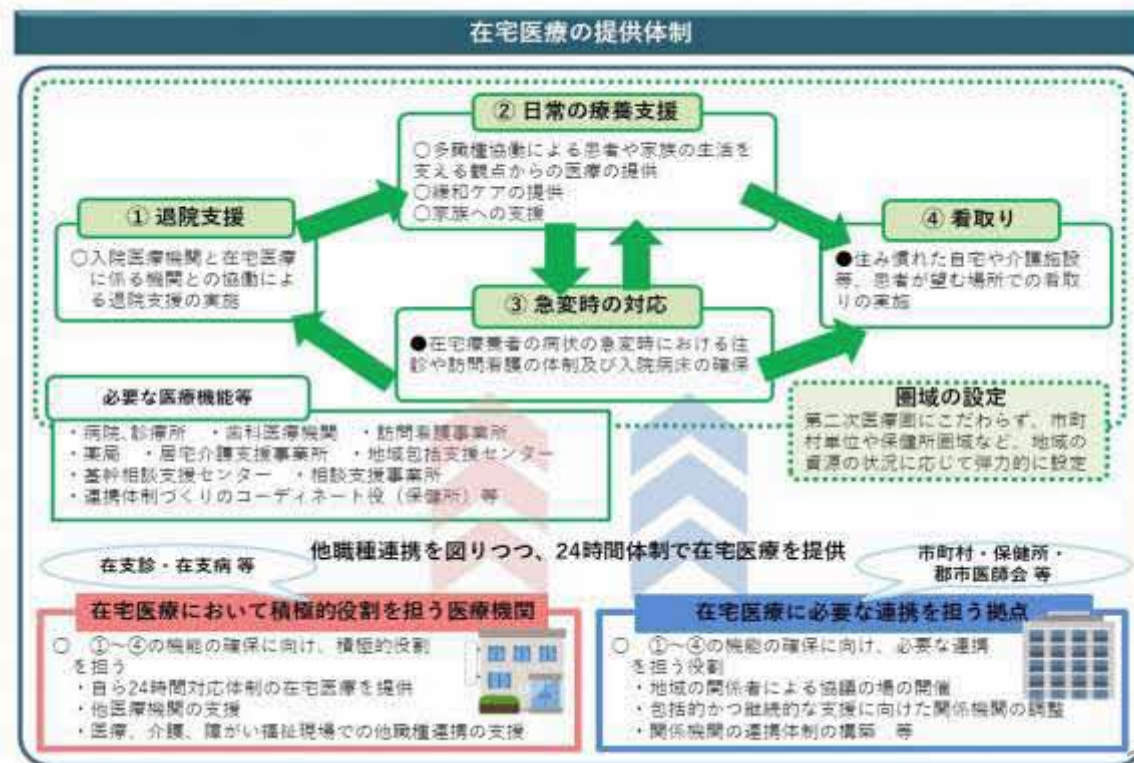 在宅医療の提供体制
② 日常の療養支援
○多職種協働による患者や家族の生活を
支える観点からの医療の提供
○緩和ケアの提供
○家族への支援
① 退院支援
○入院医療機関と在宅医療
に係る機関との協働によ
る退院支援の実施
④ 看取り
●住み慣れた自宅や介護施設
等、患者が望む場所での看取
りの実施
③ 急変時の対応
●在宅療養者の病状の急変時における往
診や訪問看護の体制及び入院病床の確保
必要な医療機能等
・病院、診療所 ・歯科医療機関 ・訪問看護事業所
・薬局 ・居宅介護支援事業所 ・地域包括支援センター
・基幹相談支援センター ・相談支援事業所
・連携体制づくりのコーディネート役（保健所）等
圏域の設定
第二次医療圏にこだわらず、市町
村単位や保健所圏域など、地域の
資源の状況に応じて弾力的に設定
他職種連携を図りつつ、24時間体制で在宅医療を提供
在支診・在支病 等
市町村・保健所・
郡市医師会 等
在宅医療において積極的役割を担う医療機関
○ ①～④の機能の確保に向け、積極的役割
を担う
・自ら24時間対応体制の在宅医療を提供
・他医療機関の支援
・医療、介護、障がい福祉現場での他職種連携の支援
在宅医療に必要な連携を担う拠点
○ ①～④の機能の確保に向け、必要な連携
を担う役割
・地域の関係者による協議の場の開催
・包括的かつ継続的な支援に向けた関係機関の調整
・関係機関の連携体制の構築 等